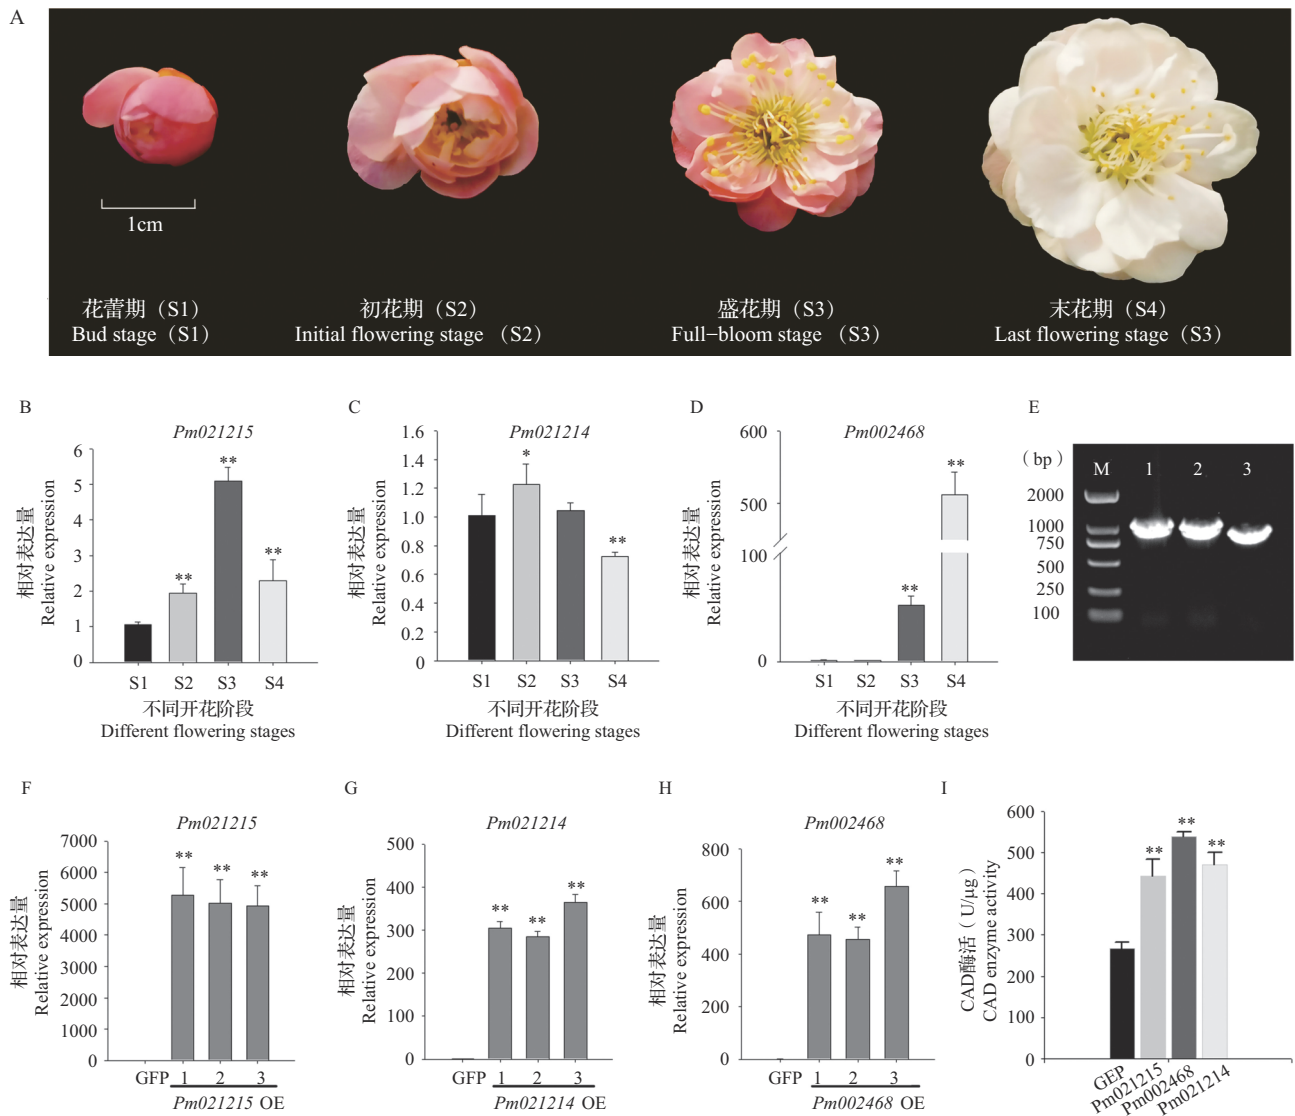 A
1cm
花蕾期（S1）
Bud stage（S1）
初花期（S2）
Initial flowering stage （S2）
盛花期（S3）
Full-bloom stage （S3）
末花期（S4）
Last flowering stage（S3）
B
Pm021215
相对表达量
Relative expression
6
5
4
3
2
1
0
**
**
**
S1 S2 S3 S4
不同开花阶段
Different flowering stages
C
Pm021214
相对表达量
Relative expression
1.6
1.4
1.2
1.0
0.8
0.6
0.4
0.2
0
*
**
S1 S2 S3 S4
不同开花阶段
Different flowering stages
D
Pm002468
相对表达量
Relative expression
600
500
100
0
**
**
S1 S2 S3 S4
不同开花阶段
Different flowering stages
E
（bp） M 1 2 3
2000
1000
750
500
250
100
F
Pm021215
相对表达量
Relative expression
7000
6000
5000
4000
3000
2000
1000
0
** ** **
GFP 1 2 3
Pm021215 OE
G
Pm021214
相对表达量
Relative expression
500
400
300
200
100
0
** ** **
GFP 1 2 3
Pm021214 OE
H
Pm002468
相对表达量
Relative expression
800
600
400
200
0
** ** **
GFP 1 2 3
Pm002468 OE
I
CAD酶活（U/μg）
CAD enzyme activity
600
500
400
300
200
100
0
** ** **
GEP
Pm021215
Pm002468
Pm021214